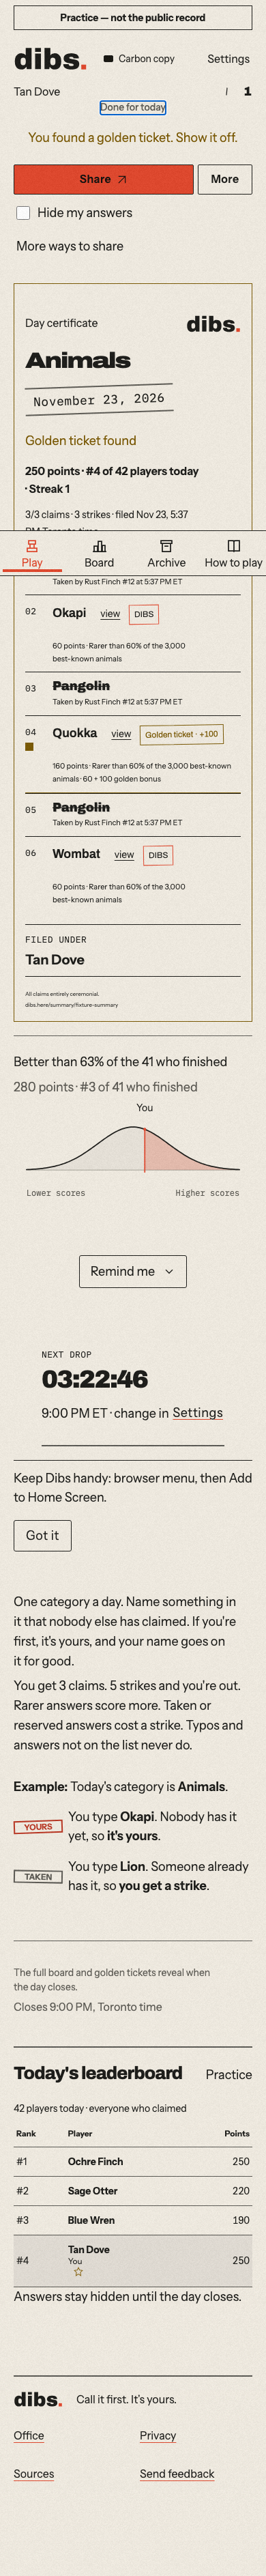 Practice — not the public record
dibs.
Carbon copy
Settings
Tan Dove
1
Done for today
You found a golden ticket. Show it off.
Share
More
Hide my answers
More ways to share
Day certificate
dibs.
Animals
November 23, 2026
Golden ticket found
250 points · #4 of 42 players today
· Streak 1
3/3 claims · 3 strikes · filed Nov 23, 5:37
PM Toronto time
Play
Board
Archive
How to play
Taken by Rust Finch #12 at 5:37 PM ET
02 Okapi view DIBS
60 points · Rarer than 60% of the 3,000
best-known animals
03 Pangolin
Taken by Rust Finch #12 at 5:37 PM ET
04 Quokka view Golden ticket · +100
160 points · Rarer than 60% of the 3,000 best-known
animals · 60 + 100 golden bonus
05 Pangolin
Taken by Rust Finch #12 at 5:37 PM ET
06 Wombat view DIBS
60 points · Rarer than 60% of the 3,000
best-known animals
FILED UNDER
Tan Dove
All claims entirely ceremonial.
dibs.here/summary/fixture-summary
Better than 63% of the 41 who finished
280 points · #3 of 41 who finished
You
Lower scores
Higher scores
Remind me
NEXT DROP
03:22:46
9:00 PM ET · change in Settings
Keep Dibs handy: browser menu, then Add
to Home Screen.
Got it
One category a day. Name something in
it that nobody else has claimed. If you're
first, it's yours, and your name goes on
it for good.
You get 3 claims. 5 strikes and you're out.
Rarer answers score more. Taken or
reserved answers cost a strike. Typos and
answers not on the list never do.
Example: Today's category is Animals.
YOURS
You type Okapi. Nobody has it
yet, so it's yours.
TAKEN
You type Lion. Someone already
has it, so you get a strike.
The full board and golden tickets reveal when
the day closes.
Closes 9:00 PM, Toronto time
Today's leaderboard
Practice
42 players today · everyone who claimed
Rank Player Points
#1 Ochre Finch 250
#2 Sage Otter 220
#3 Blue Wren 190
#4 Tan Dove 250
You
Answers stay hidden until the day closes.
dibs.
Call it first. It's yours.
Office
Privacy
Sources
Send feedback